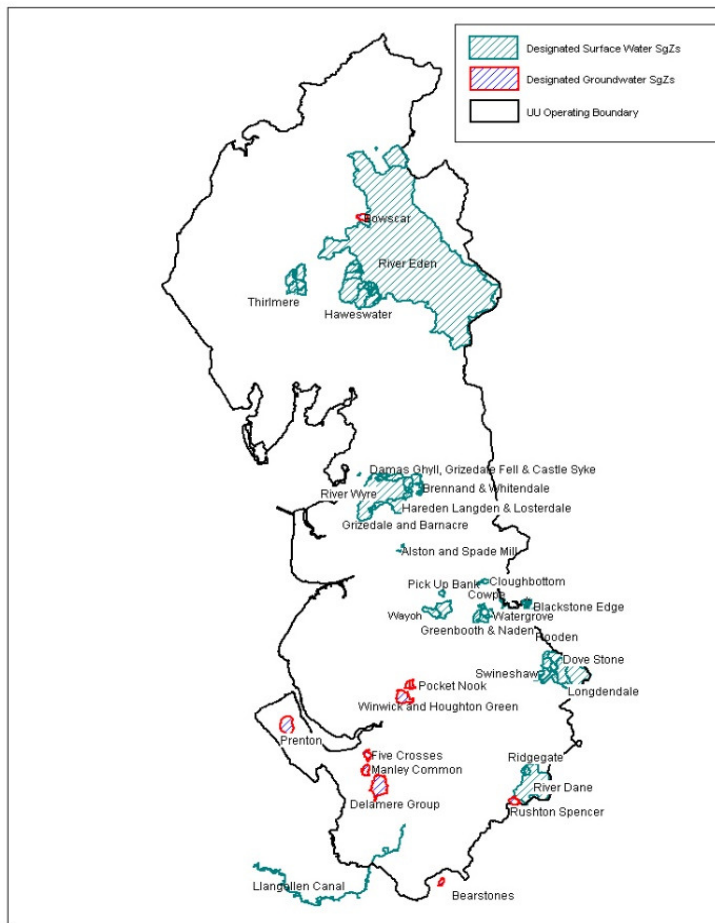 Designated Surface Water SgZs
Designated Groundwater SgZs
UU Operating Boundary
Bowscar
River Eden
Thirlmere
Haweswater
Damas Ghyll, Grizedale Fell & Castle Syke
River Wyre
Brennand & Whitendale
Hareden Langden & Losterdale
Grizedale and Barnacre
Alston and Spade Mill
Pick Up Bank
Cloughbottom
Cowpe
Wayoh
Watergrove
Blackstone Edge
Greenbooth & Naden
Rooden
Dove Stone
Swineshaw
Longdendale
Pocket Nook
Winwick and Houghton Green
Prenton
Five Crosses
Manley Common
Delamere Group
Ridgegate
River Dane
Rushton Spencer
Llangollen Canal
Bearstones